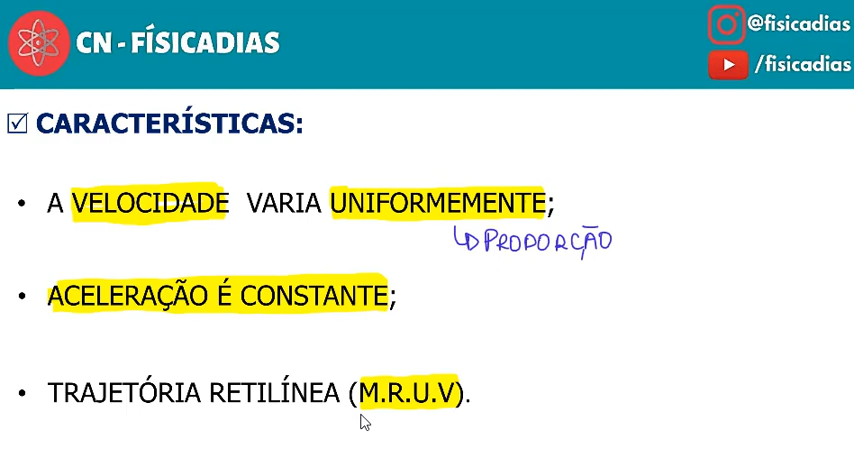 CN - FÍSICADIAS
@fisicadias
/fisicadias
CARACTERÍSTICAS:
• A VELOCIDADE VARIA UNIFORMEMENTE;
PROPORÇÃO
• ACELERAÇÃO É CONSTANTE;
• TRAJETÓRIA RETILÍNEA (M.R.U.V).